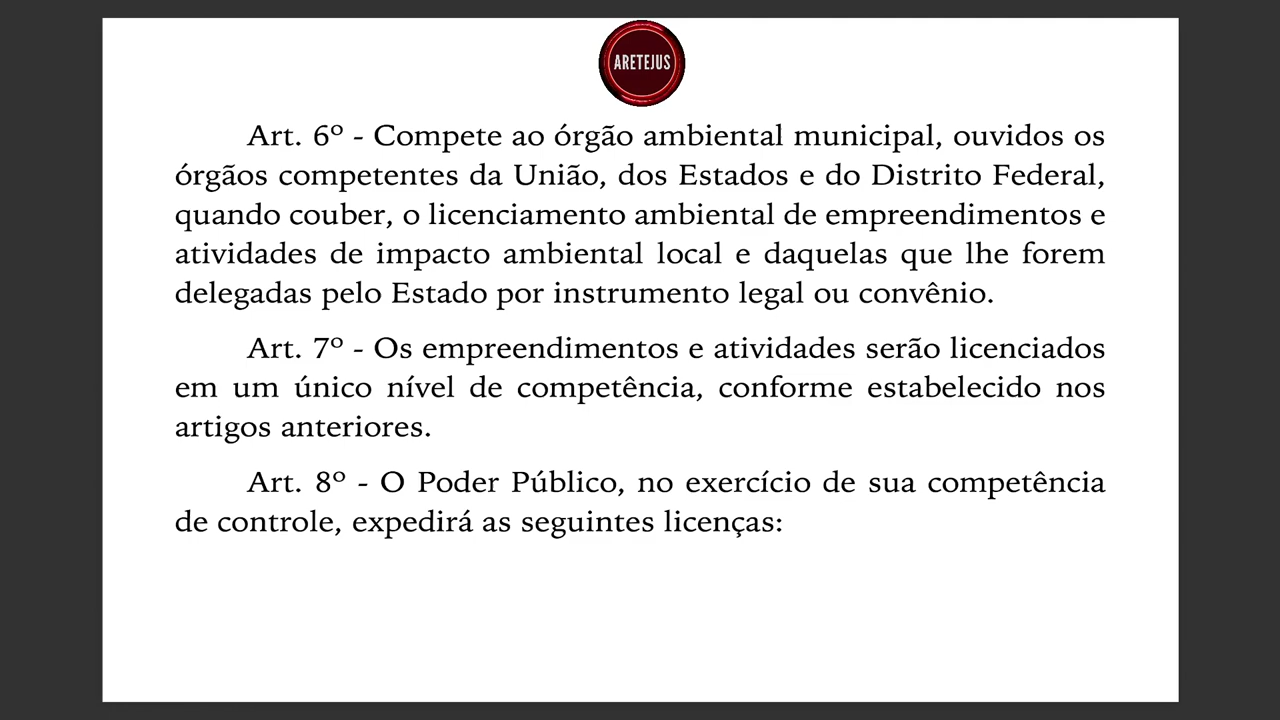 ARETEJUS
Art. 6º - Compete ao órgão ambiental municipal, ouvidos os
órgãos competentes da União, dos Estados e do Distrito Federal,
quando couber, o licenciamento ambiental de empreendimentos e
atividades de impacto ambiental local e daquelas que lhe forem
delegadas pelo Estado por instrumento legal ou convênio.
Art. 7º - Os empreendimentos e atividades serão licenciados
em um único nível de competência, conforme estabelecido nos
artigos anteriores.
Art. 8º - O Poder Público, no exercício de sua competência
de controle, expedirá as seguintes licenças: